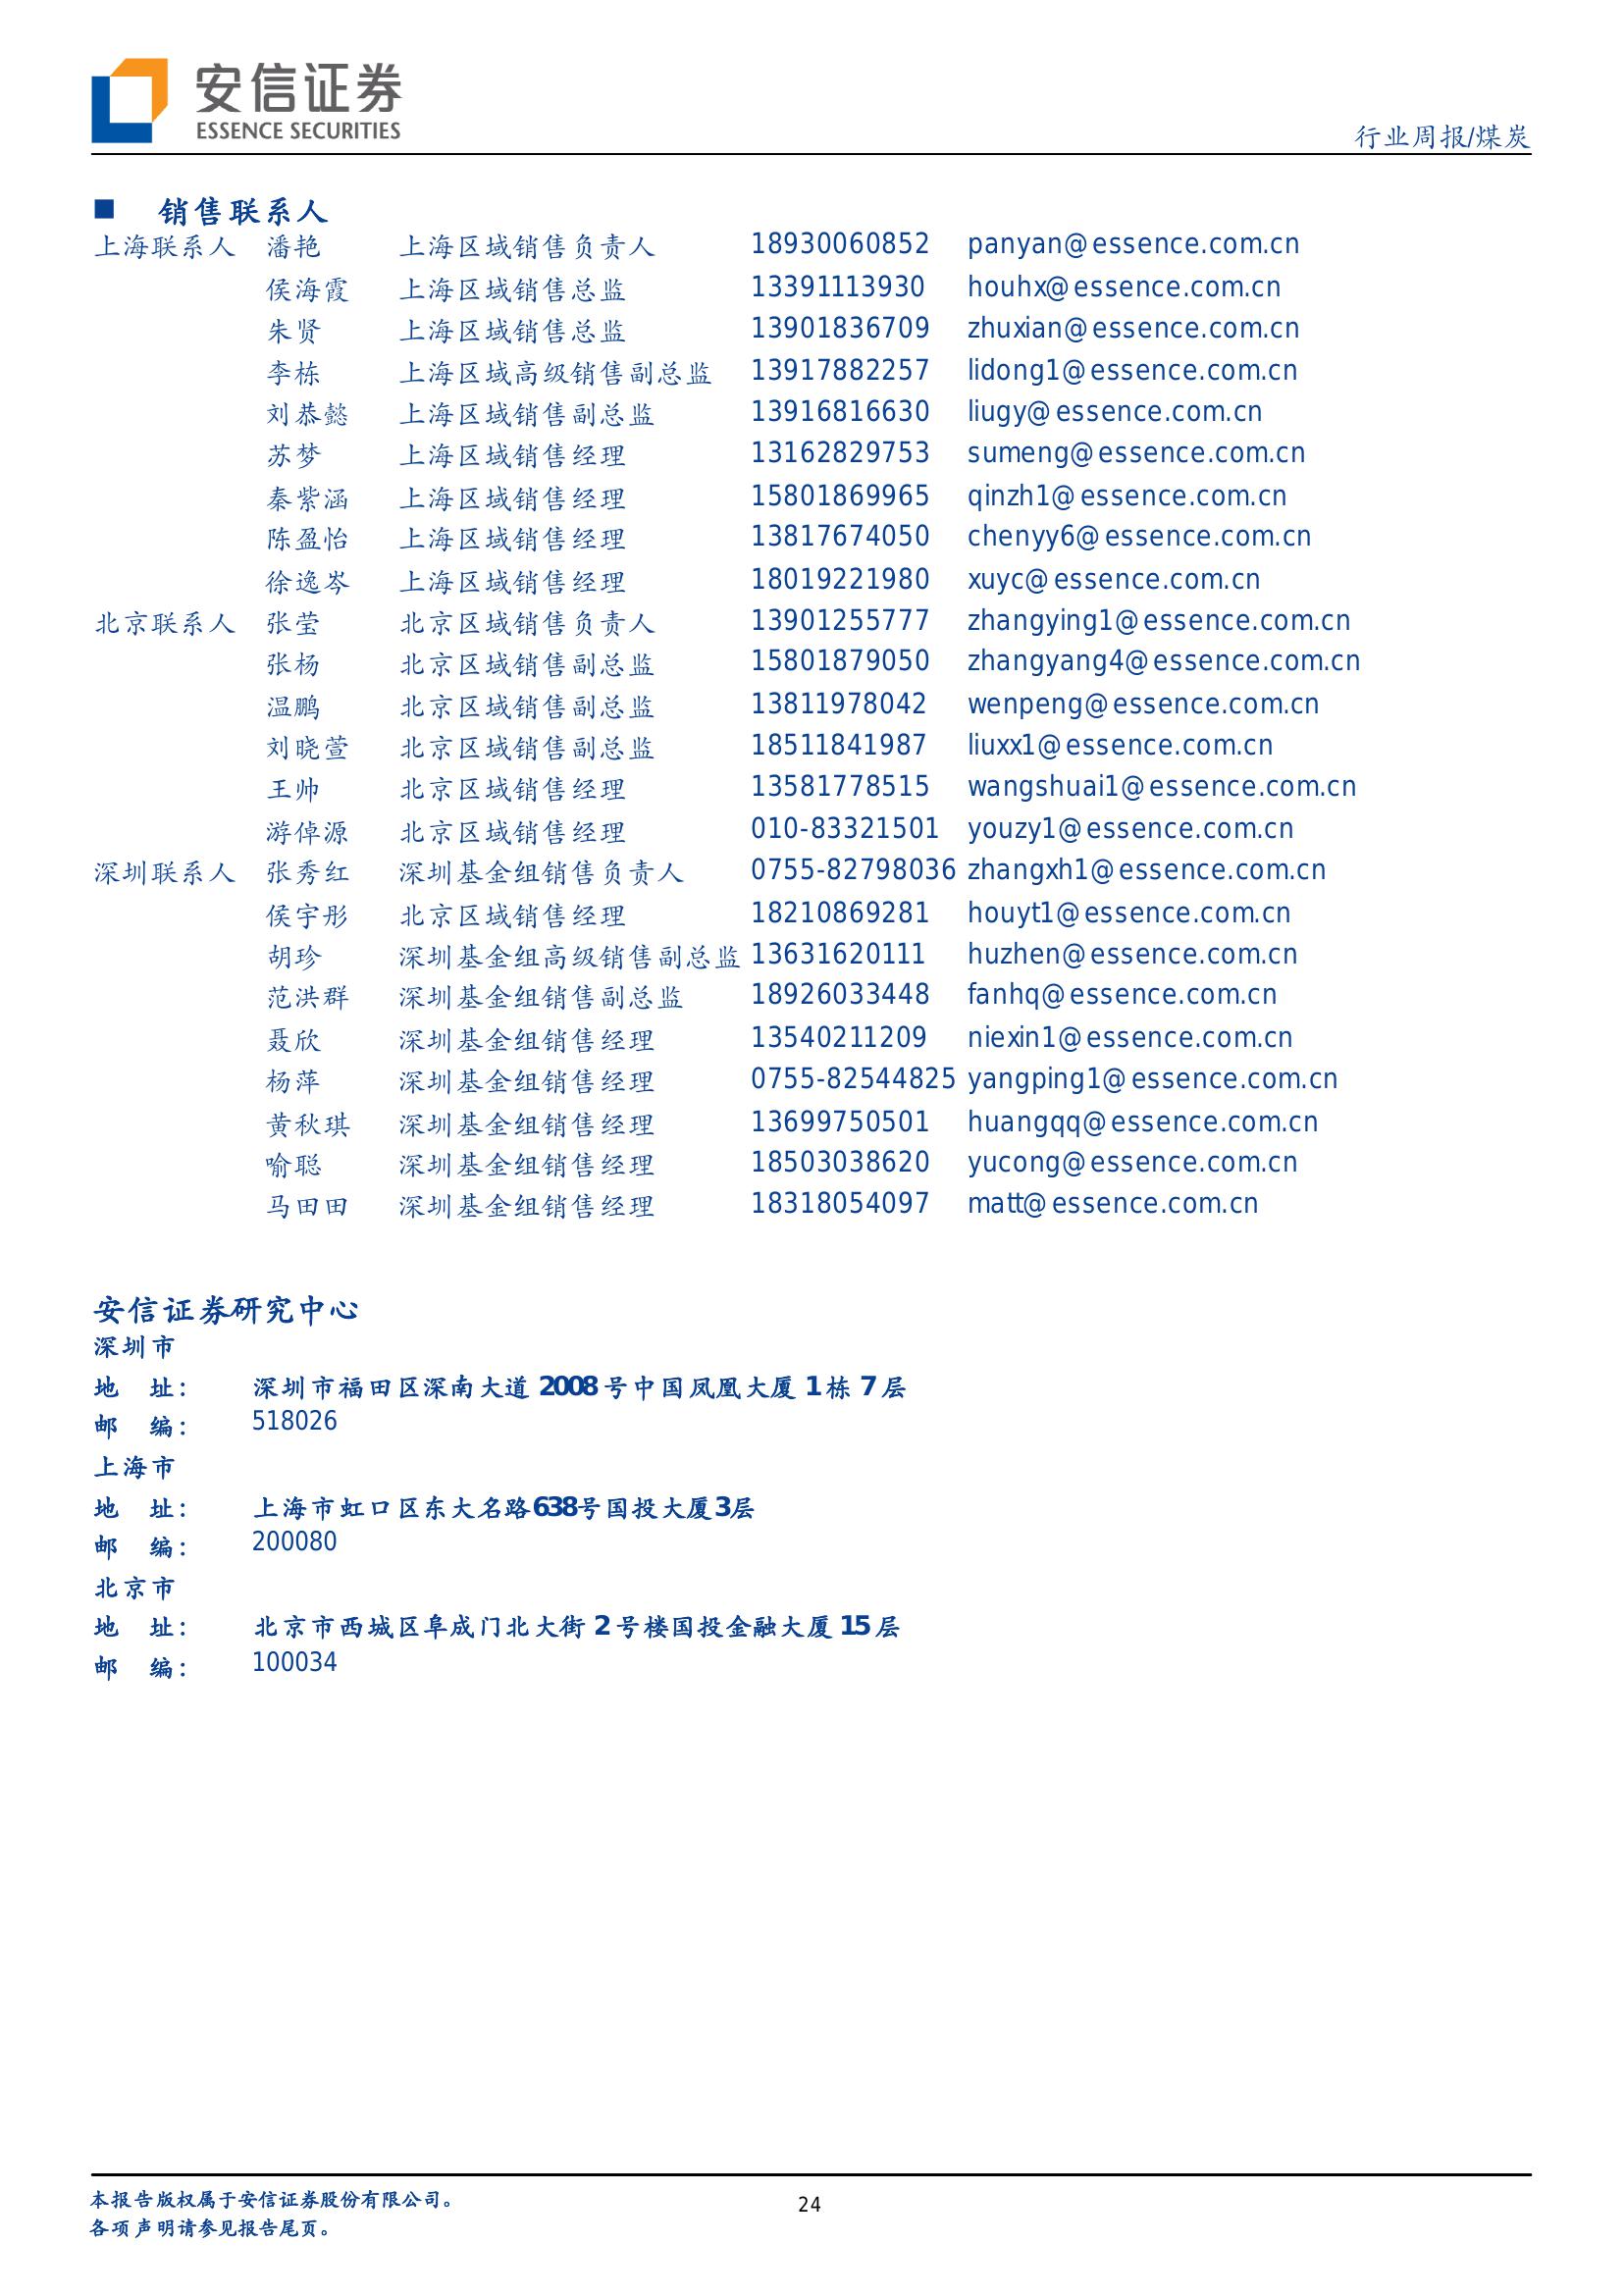 安信证券
ESSENCE SECURITIES
行业周报/煤炭
■ 销售联系人
上海联系人 潘艳 上海区域销售负责人 18930060852 panyan@essence.com.cn
侯海霞 上海区域销售总监 13391113930 houhx@essence.com.cn
朱贤 上海区域销售总监 13901836709 zhuxian@essence.com.cn
李栋 上海区域高级销售副总监 13917882257 lidong1@essence.com.cn
刘恭懿 上海区域销售副总监 13916816630 liugy@essence.com.cn
苏梦 上海区域销售经理 13162829753 sumeng@essence.com.cn
秦紫涵 上海区域销售经理 15801869965 qinzh1@essence.com.cn
陈盈怡 上海区域销售经理 13817674050 chenyy6@essence.com.cn
徐逸岑 上海区域销售经理 18019221980 xuyc@essence.com.cn
北京联系人 张莹 北京区域销售负责人 13901255777 zhangying1@essence.com.cn
张杨 北京区域销售副总监 15801879050 zhangyang4@essence.com.cn
温鹏 北京区域销售副总监 13811978042 wenpeng@essence.com.cn
刘晓萱 北京区域销售副总监 18511841987 liuxx1@essence.com.cn
王帅 北京区域销售经理 13581778515 wangshuai1@essence.com.cn
游倬源 北京区域销售经理 010-83321501 youzy1@essence.com.cn
深圳联系人 张秀红 深圳基金组销售负责人 0755-82798036 zhangxh1@essence.com.cn
侯宇彤 北京区域销售经理 18210869281 houyt1@essence.com.cn
胡珍 深圳基金组高级销售副总监 13631620111 huzhen@essence.com.cn
范洪群 深圳基金组销售副总监 18926033448 fanhq@essence.com.cn
聂欣 深圳基金组销售经理 13540211209 niexin1@essence.com.cn
杨萍 深圳基金组销售经理 0755-82544825 yangping1@essence.com.cn
黄秋琪 深圳基金组销售经理 13699750501 huangqq@essence.com.cn
喻聪 深圳基金组销售经理 18503038620 yucong@essence.com.cn
马田田 深圳基金组销售经理 18318054097 matt@essence.com.cn
安信证券研究中心
深圳市
地 址： 深圳市福田区深南大道 2008 号中国凤凰大厦 1 栋 7 层
邮 编： 518026
上海市
地 址： 上海市虹口区东大名路638号国投大厦3层
邮 编： 200080
北京市
地 址： 北京市西城区阜成门北大街 2 号楼国投金融大厦 15 层
邮 编： 100034
本报告版权属于安信证券股份有限公司。
各项声明请参见报告尾页。
24